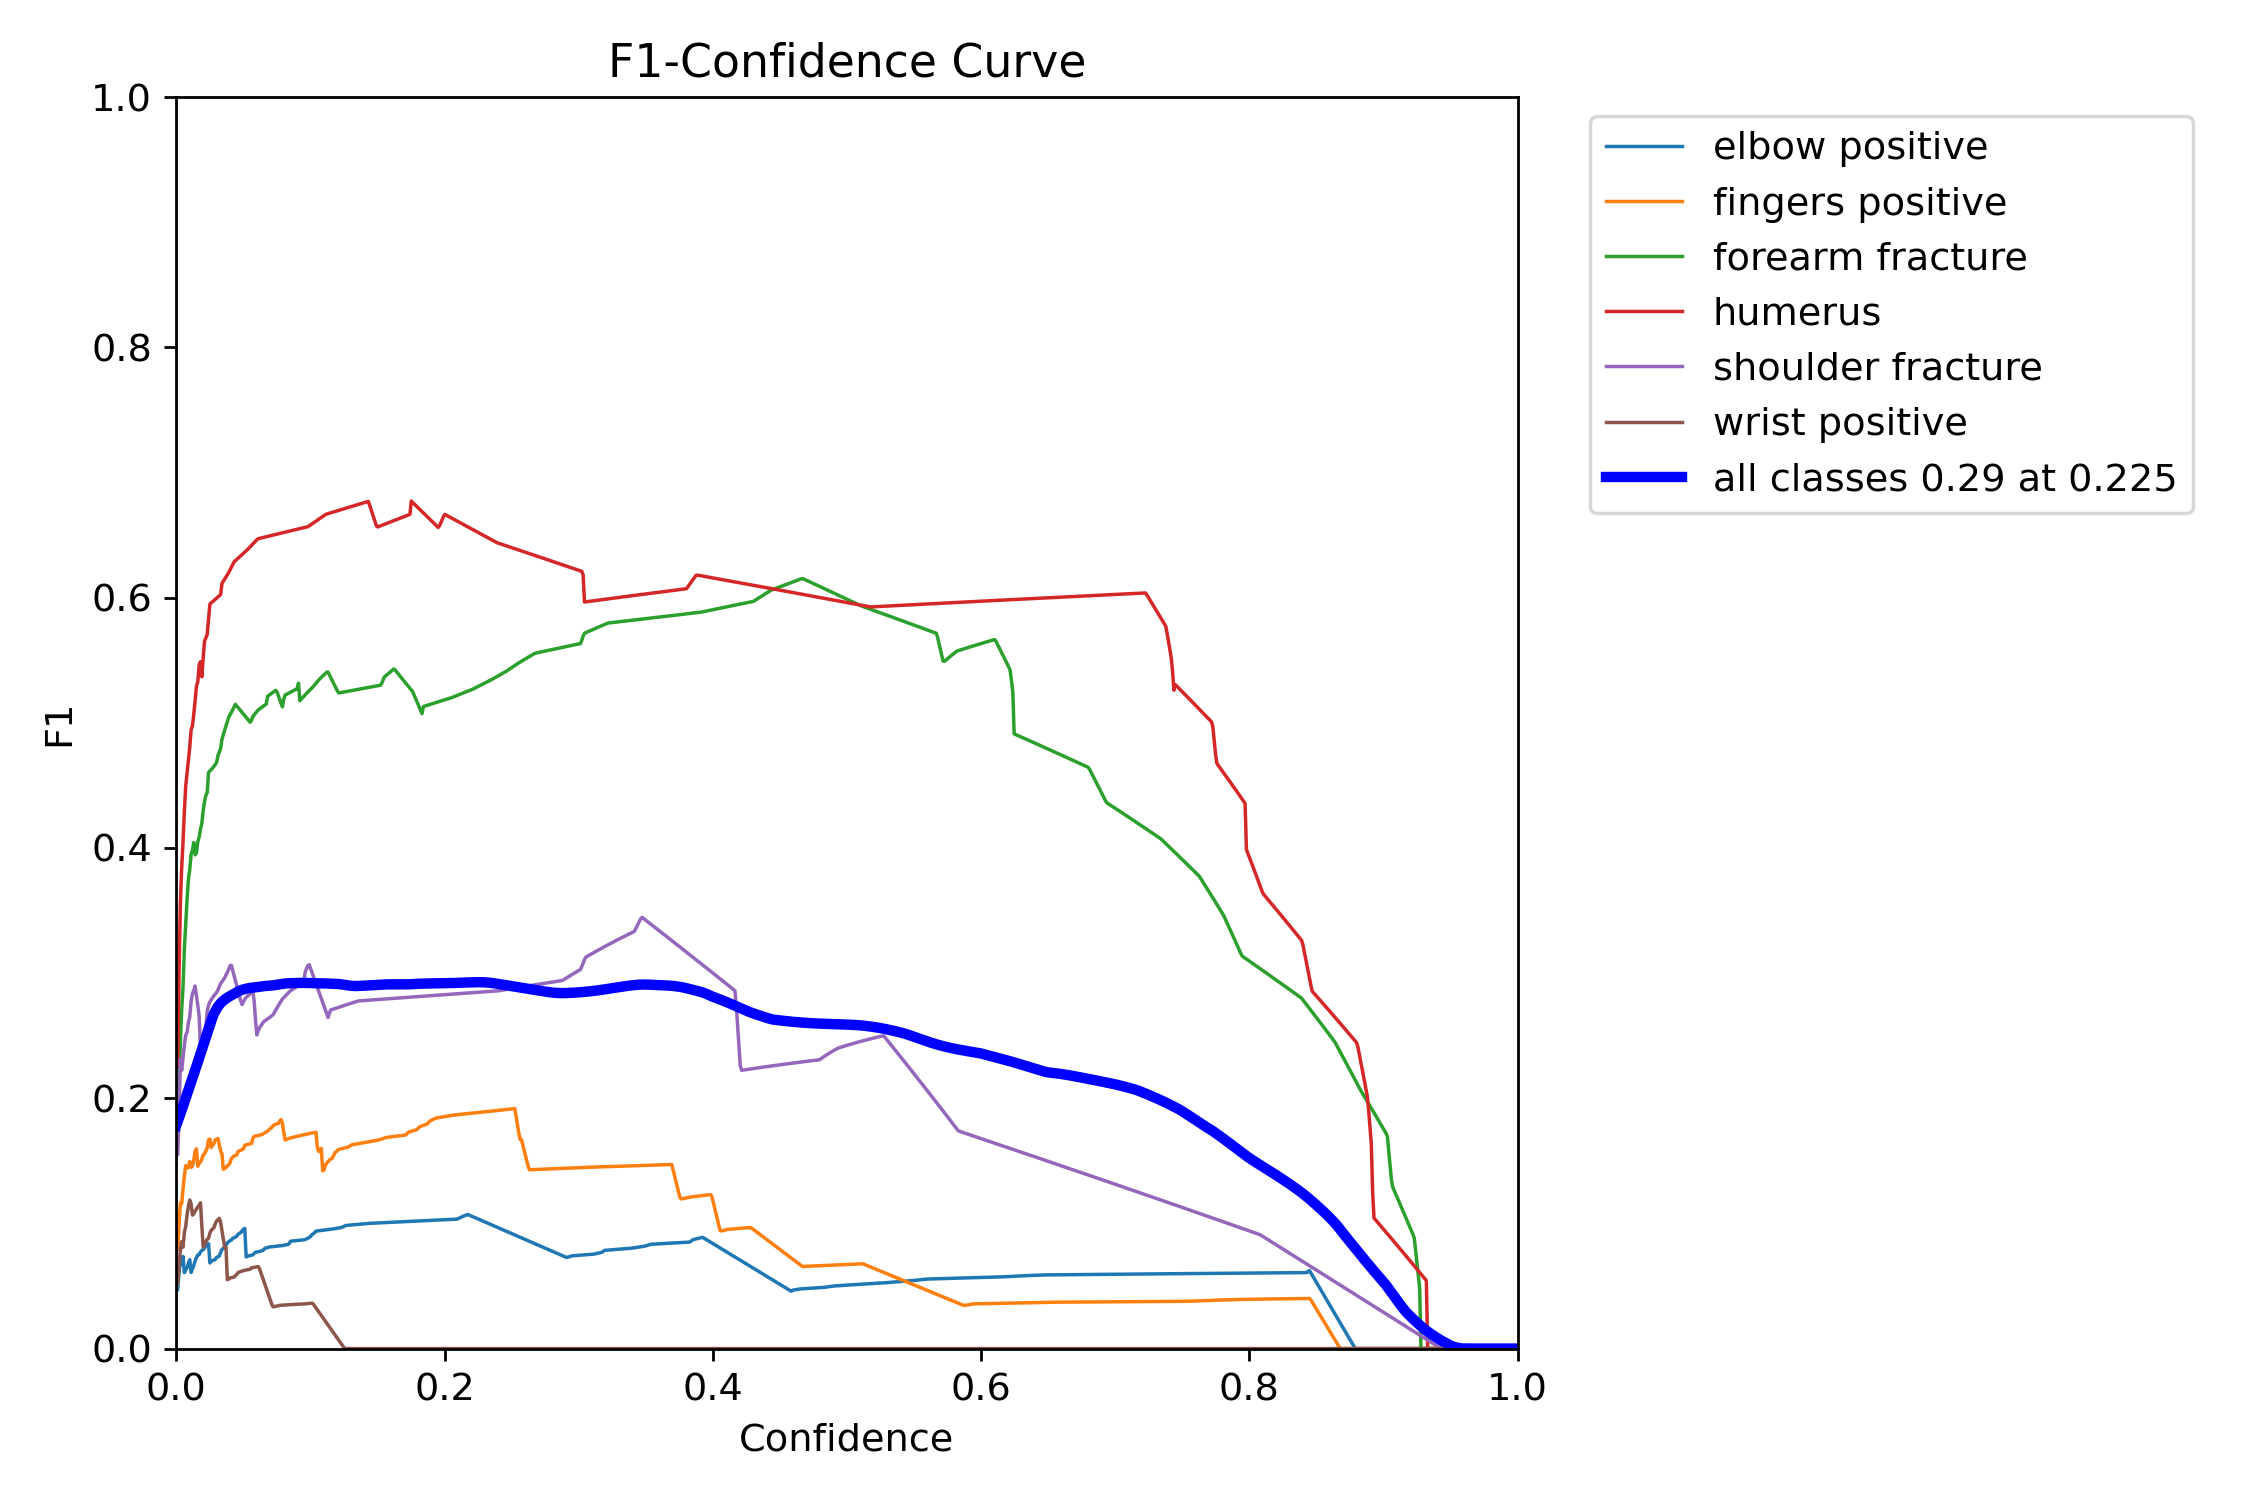 F1-Confidence Curve
1.0
0.8
0.6
0.4
0.2
0.0
F1
0.0 0.2 0.4 0.6 0.8 1.0
Confidence
elbow positive
fingers positive
forearm fracture
humerus
shoulder fracture
wrist positive
all classes 0.29 at 0.225